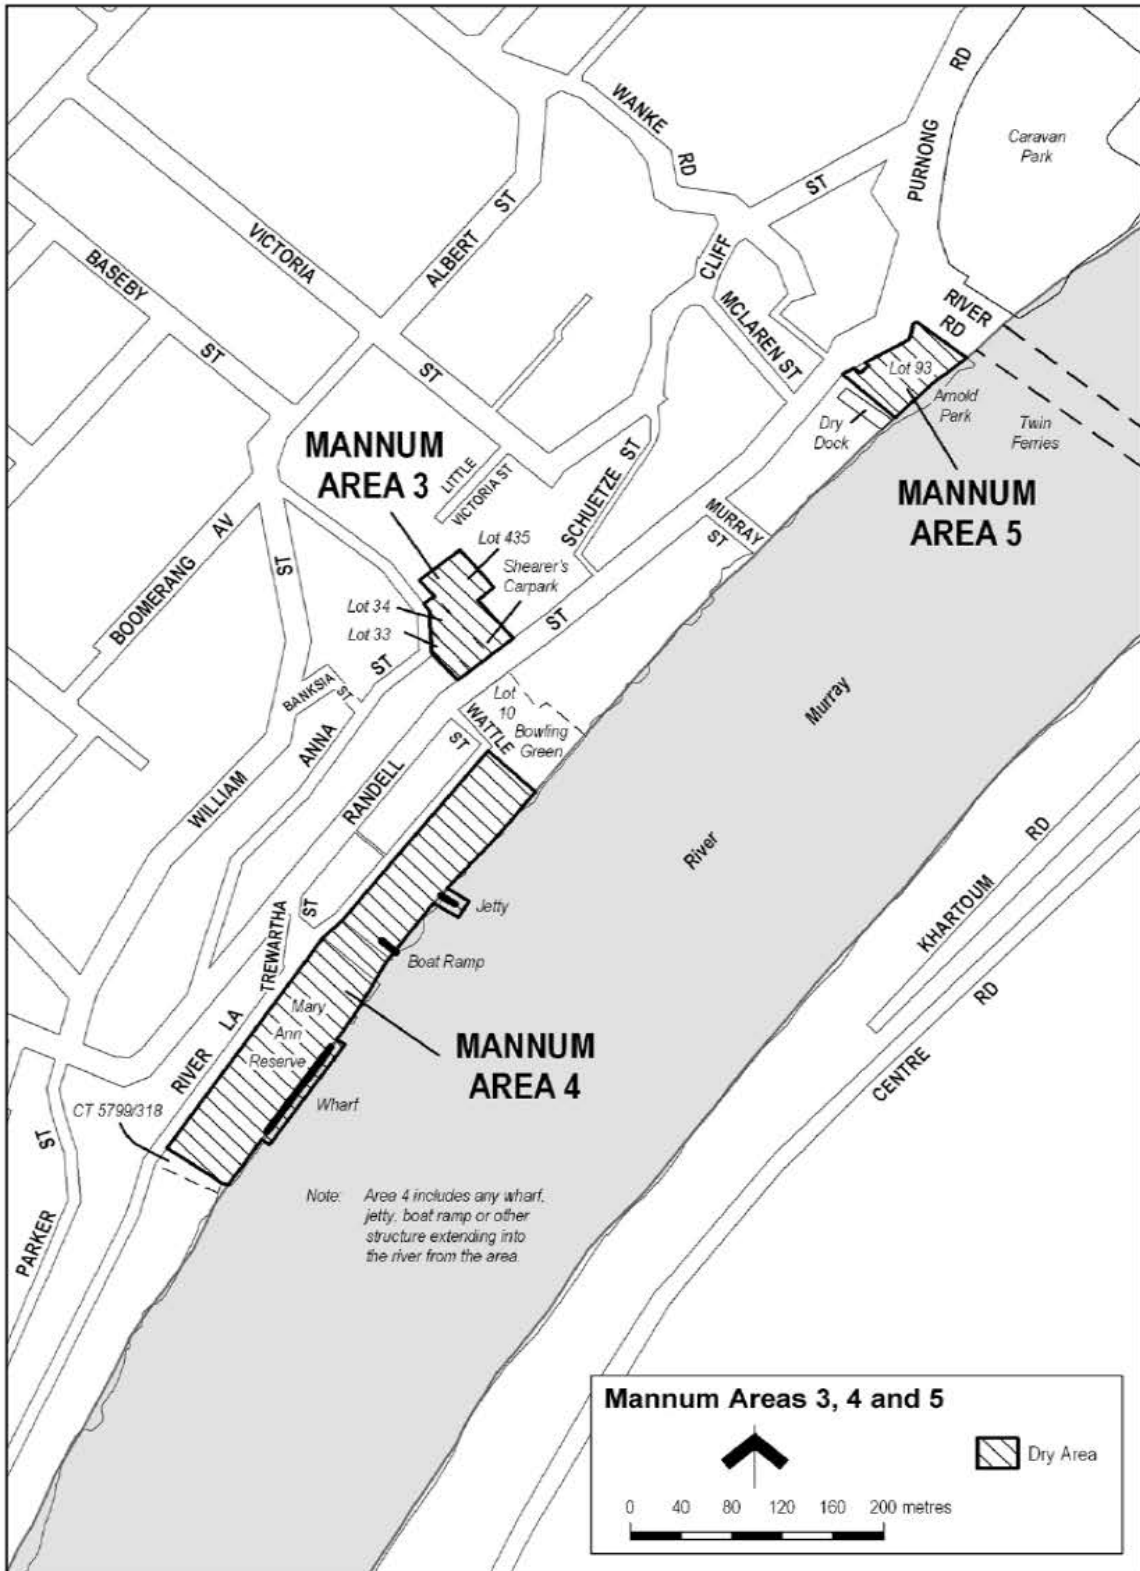 WANKE
RD
RD
PURNONG
Caravan
Park
ST
ALBERT
ST
VICTORIA
ST
BASEBY
ST
CLIFF
ST
MCLAREN ST
RIVER
RD
Lot 93
Arnold
Park
Dry
Dock
Twin
Ferries
MANNUM
AREA 5
MANNUM
AREA 3
LITTLE
VICTORIA ST
SCHUETZE ST
MURRAY
ST
Lot 435
Shearer's
Carpark
Lot 34
Lot 33
BOOMERANG AV
ST
ST
BANKSIA
ST
ANNA
WILLIAM
ST
Lot
10
Bowling
Green
WATTLE
ST
RANDELL
Murray
River
Jetty
Boat Ramp
TREWARTHA
ST
RIVER LA
Mary
Ann
Reserve
MANNUM
AREA 4
Wharf
CT 5799/318
KHARTOUM RD
CENTRE RD
PARKER ST
Note: Area 4 includes any wharf,
jetty, boat ramp or other
structure extending into
the river from the area.
Mannum Areas 3, 4 and 5
Dry Area
0 40 80 120 160 200 metres